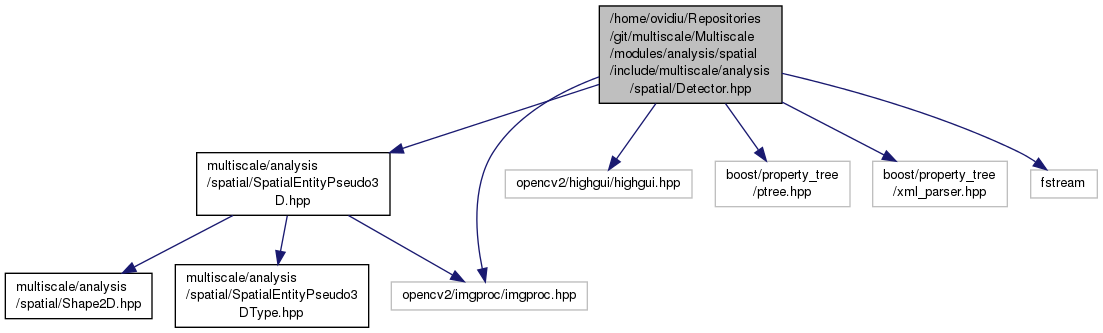 /home/ovidiu/Repositories
/git/multiscale/Multiscale
/modules/analysis/spatial
/include/multiscale/analysis
/spatial/Detector.hpp
multiscale/analysis
/spatial/SpatialEntityPseudo3
D.hpp
opencv2/highgui/highgui.hpp
boost/property_tree
/ptree.hpp
boost/property_tree
/xml_parser.hpp
fstream
multiscale/analysis
/spatial/Shape2D.hpp
multiscale/analysis
/spatial/SpatialEntityPseudo3
DType.hpp
opencv2/imgproc/imgproc.hpp